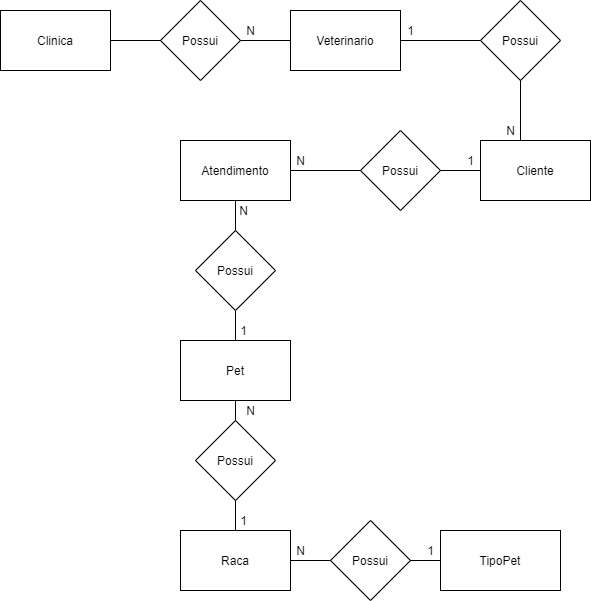 Clinica
Possui
N
Veterinario
1
Possui
N
Atendimento
N
Possui
1
Cliente
N
Possui
1
Pet
N
Possui
1
Raca
N
Possui
1
TipoPet